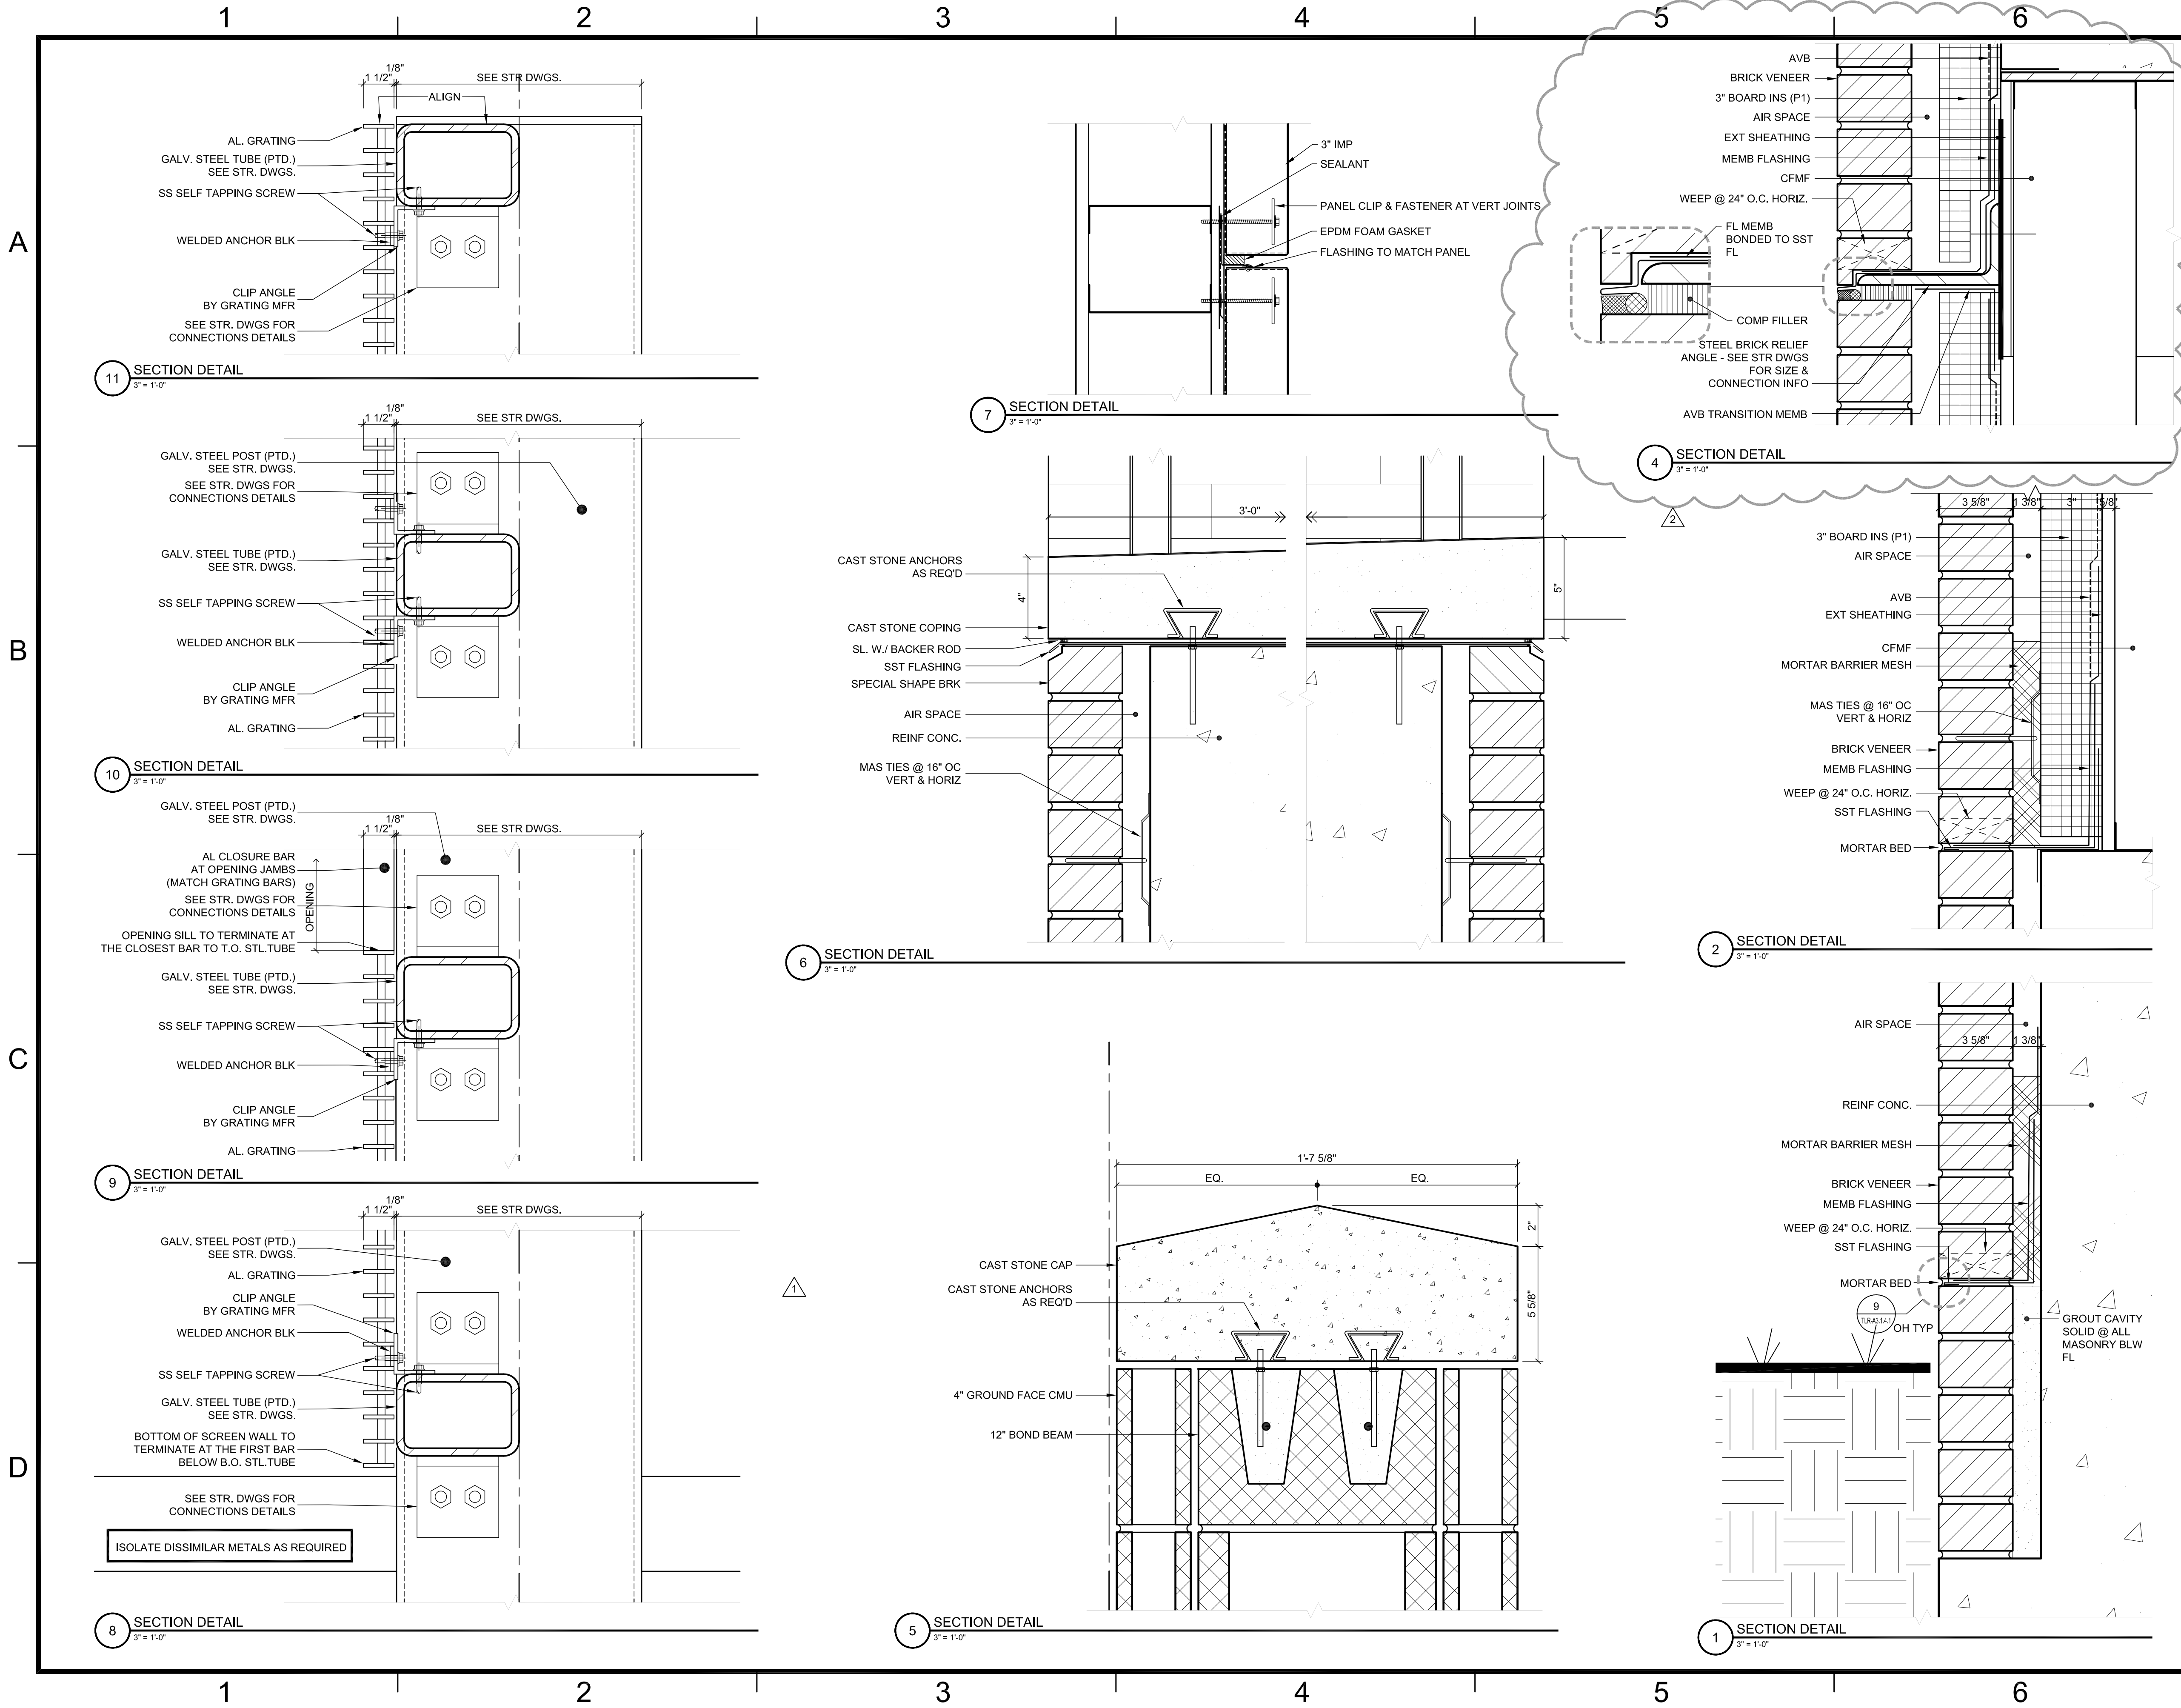 1
2
3
4
5
6
A
B
C
D
1/8"
1 1/2"
SEE STR DWGS.
ALIGN
AL. GRATING
GALV. STEEL TUBE (PTD.)
SEE STR. DWGS.
SS SELF TAPPING SCREW
WELDED ANCHOR BLK
CLIP ANGLE
BY GRATING MFR
SEE STR. DWGS FOR
CONNECTIONS DETAILS
11
SECTION DETAIL
3" = 1'-0"
1/8"
1 1/2"
SEE STR DWGS.
GALV. STEEL POST (PTD.)
SEE STR. DWGS.
SEE STR. DWGS FOR
CONNECTIONS DETAILS
GALV. STEEL TUBE (PTD.)
SEE STR. DWGS.
SS SELF TAPPING SCREW
WELDED ANCHOR BLK
CLIP ANGLE
BY GRATING MFR
AL. GRATING
10
SECTION DETAIL
3" = 1'-0"
GALV. STEEL POST (PTD.)
SEE STR. DWGS.
1/8"
1 1/2"
SEE STR DWGS.
AL CLOSURE BAR
AT OPENING JAMBS
(MATCH GRATING BARS)
OPENING
SEE STR. DWGS FOR
CONNECTIONS DETAILS
OPENING SILL TO TERMINATE AT
THE CLOSEST BAR TO T.O. STL.TUBE
GALV. STEEL TUBE (PTD.)
SEE STR. DWGS.
SS SELF TAPPING SCREW
WELDED ANCHOR BLK
CLIP ANGLE
BY GRATING MFR
AL. GRATING
9
SECTION DETAIL
3" = 1'-0"
1/8"
1 1/2"
SEE STR DWGS.
GALV. STEEL POST (PTD.)
SEE STR. DWGS.
AL. GRATING
CLIP ANGLE
BY GRATING MFR
WELDED ANCHOR BLK
SS SELF TAPPING SCREW
GALV. STEEL TUBE (PTD.)
SEE STR. DWGS.
BOTTOM OF SCREEN WALL TO
TERMINATE AT THE FIRST BAR
BELOW B.O. STL.TUBE
SEE STR. DWGS FOR
CONNECTIONS DETAILS
ISOLATE DISSIMILAR METALS AS REQUIRED
8
SECTION DETAIL
3" = 1'-0"
3" IMP
SEALANT
PANEL CLIP & FASTENER AT VERT JOINTS
EPDM FOAM GASKET
FLASHING TO MATCH PANEL
7
SECTION DETAIL
3" = 1'-0"
3'-0"
CAST STONE ANCHORS
AS REQ'D
4"
5"
CAST STONE COPING
SL. W./ BACKER ROD
SST FLASHING
SPECIAL SHAPE BRK
AIR SPACE
REINF CONC.
MAS TIES @ 16" OC
VERT & HORIZ
6
SECTION DETAIL
3" = 1'-0"
1
1'-7 5/8"
EQ.
EQ.
2"
5 5/8"
CAST STONE CAP
CAST STONE ANCHORS
AS REQ'D
4" GROUND FACE CMU
12" BOND BEAM
5
SECTION DETAIL
3" = 1'-0"
AVB
BRICK VENEER
3" BOARD INS (P1)
AIR SPACE
EXT SHEATHING
MEMB FLASHING
CFMF
WEEP @ 24" O.C. HORIZ.
FL MEMB
BONDED TO SST
FL
COMP FILLER
STEEL BRICK RELIEF
ANGLE - SEE STR DWGS
FOR SIZE &
CONNECTION INFO
AVB TRANSITION MEMB
4
SECTION DETAIL
3" = 1'-0"
2
3 5/8"
1 3/8"
3"
5/8"
3" BOARD INS (P1)
AIR SPACE
AVB
EXT SHEATHING
CFMF
MORTAR BARRIER MESH
MAS TIES @ 16" OC
VERT & HORIZ
BRICK VENEER
MEMB FLASHING
WEEP @ 24" O.C. HORIZ.
SST FLASHING
MORTAR BED
2
SECTION DETAIL
3" = 1'-0"
AIR SPACE
3 5/8"
1 3/8"
REINF CONC.
MORTAR BARRIER MESH
BRICK VENEER
MEMB FLASHING
WEEP @ 24" O.C. HORIZ.
SST FLASHING
MORTAR BED
9
TLR-A3.1.4.1
OH TYP
GROUT CAVITY
SOLID @ ALL
MASONRY BLW
FL
1
SECTION DETAIL
3" = 1'-0"
1
2
3
4
5
6